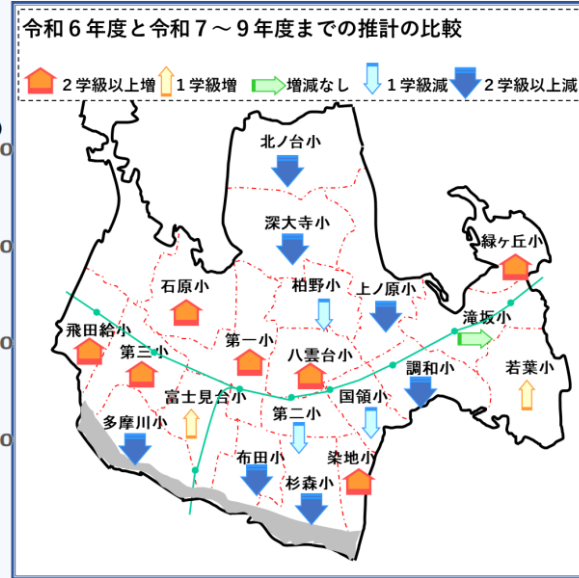 令和６年度と令和７～９年度までの推計の比較
２学級以上増 １学級増 増減なし １学級減 ２学級以上減
北ノ台小
深大寺小
緑ヶ丘小
石原小
柏野小
上ノ原小
滝坂小
飛田給小
第三小
第一小
八雲台小
調和小
若葉小
富士見台小
第二小
国領小
多摩川小
布田小
杉森小
染地小